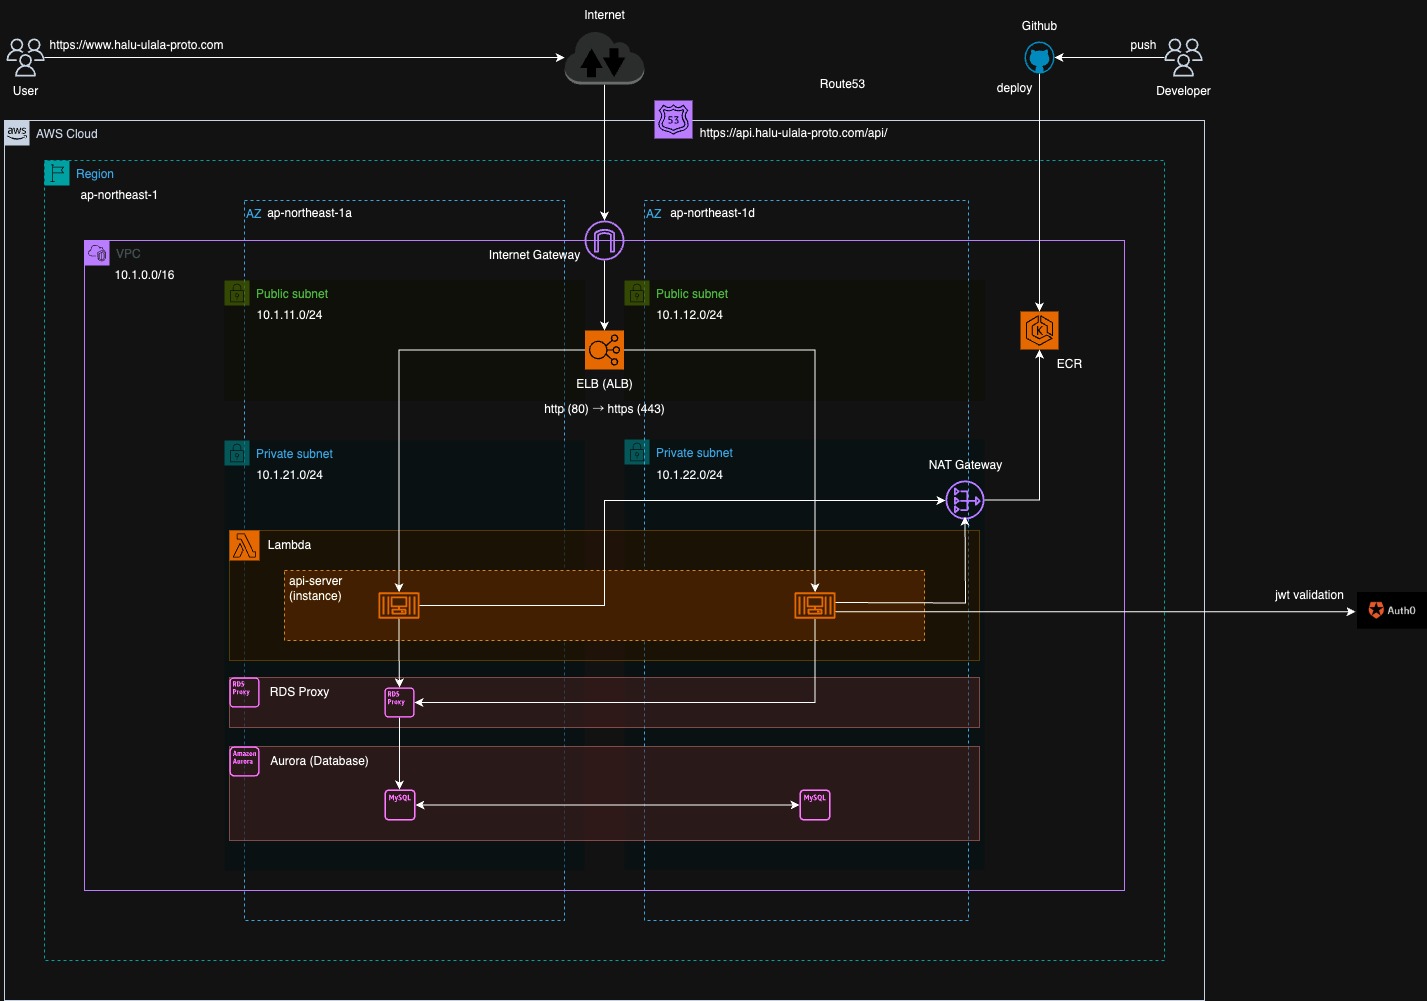 Internet
Github
https://www.halu-ulala-proto.com
push
User
Route53
deploy
Developer
53
aws
AWS Cloud
https://api.halu-ulala-proto.com/api/
Region
ap-northeast-1
AZ ap-northeast-1a
AZ ap-northeast-1d
VPC
10.1.0.0/16
Internet Gateway
Public subnet
10.1.11.0/24
Public subnet
10.1.12.0/24
K
ECR
ELB (ALB)
http (80) → https (443)
Private subnet
10.1.21.0/24
Private subnet
10.1.22.0/24
NAT Gateway
Lambda
api-server
(instance)
jwt validation
Auth0
RDS
Proxy
RDS Proxy
RDS
Proxy
Amazon
Aurora
Aurora (Database)
MySQL
MySQL